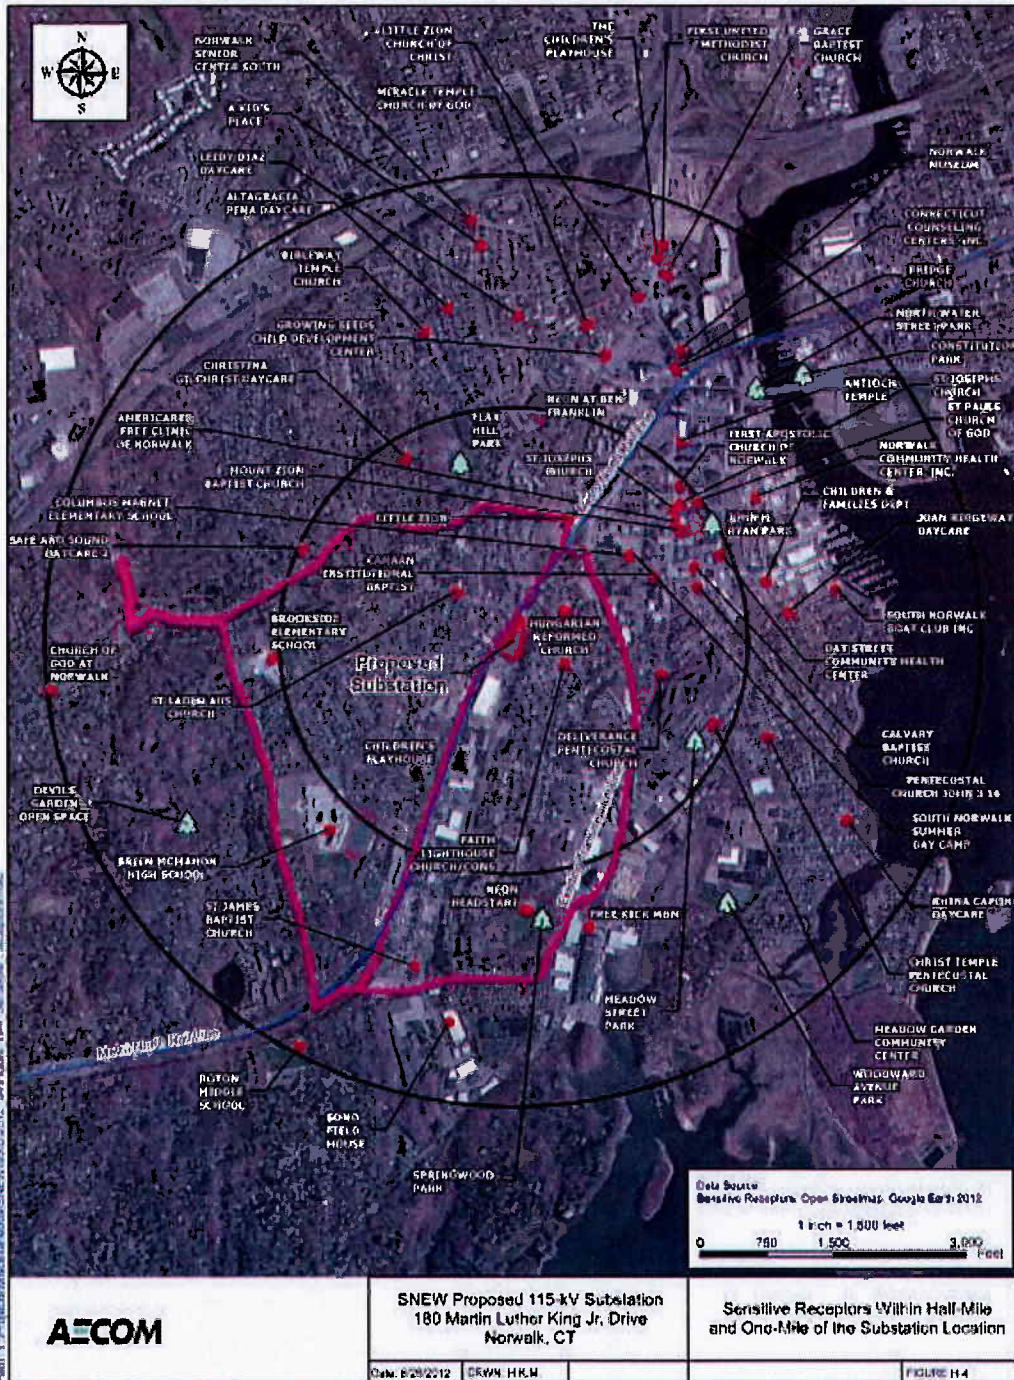 N
W E
S
NORWALK
SENIOR
CENTER SOUTH
LITTLE ZION
CHURCH OF
CHRIST
THE
CHILDREN'S
PLAYHOUSE
FIRST UNITED
METHODIST
CHURCH
GRACE
BAPTIST
CHURCH
A KID'S
PLACE
MIRACLE TEMPLE
CHURCH OF GOD
LEIDY DIAZ
DAYCARE
NORWALK
MUSEUM
ALTAGRACIA
PENA DAYCARE
CONNECTICUT
COUNSELING
CENTERS INC.
BIBLEWAY
TEMPLE
CHURCH
BRIDGE
CHURCH
NORTH WATER
STREET PARK
GROWING SEEDS
CHILD DEVELOPMENT
CENTER
CONSTITUTION
PARK
CHRISTINA
GILCHRIST DAYCARE
NEON AT BEN
FRANKLIN
ANTIOCH
TEMPLE
ST JOSEPHS
CHURCH
ST PAULS
CHURCH
OF GOD
AMERICARES
FREE CLINIC
OF NORWALK
FLAX
HILL
PARK
FIRST APOSTOLIC
CHURCH OF
NORWALK
ST JOSEPHS
CHURCH
NORWALK
COMMUNITY HEALTH
CENTER, INC.
MOUNT ZION
BAPTIST CHURCH
CHILDREN &
FAMILIES DEPT
COLUMBUS MAGNET
ELEMENTARY SCHOOL
LITTLE ZION
RYAN PARK
JOAN RIDGEWAY
DAYCARE
SAFE AND SOUND
DAYCARE 2
CANAAN
INSTITUTIONAL
BAPTIST
BROOKSIDE
ELEMENTARY
SCHOOL
HUNGARIAN
REFORMED
CHURCH
SOUTH NORWALK
BOAT CLUB INC
CHURCH OF
GOD AT
NORWALK
Proposed
Substation
DAY STREET
COMMUNITY HEALTH
CENTER
ST LADISLAUS
CHURCH
CHILDREN'S
PLAYHOUSE
DELIVERANCE
PENTECOSTAL
CHURCH
CALVARY
BAPTIST
CHURCH
PENTECOSTAL
CHURCH JOHN 3 16
DEVILS
GARDEN
OPEN SPACE
SOUTH NORWALK
SUMMER
DAY CAMP
BRIEN MCMAHON
HIGH SCHOOL
FAITH
LIGHTHOUSE
CHURCH/CONG
NEON
HEADSTART
ST JAMES
BAPTIST
CHURCH
FREE KICK MBM
DAYCARE
CHRIST TEMPLE
PENTECOSTAL
CHURCH
MEADOW
STREET
PARK
MEADOW GARDEN
COMMUNITY
CENTER
WOODWARD
AVENUE
PARK
ROTON
MIDDLE
SCHOOL
SONO
FIELD
HOUSE
SPRINGWOOD
PARK
Data Source
Sensitive Receptors: Open Streetmap, Google Earth 2012
1 inch = 1,500 feet
0 750 1,500 3,000
Feet
AECOM
SNEW Proposed 115-kV Substation
180 Martin Luther King Jr. Drive
Norwalk, CT
Sensitive Receptors Within Half-Mile
and One-Mile of the Substation Location
DRWN. H.K.M.
FIGURE H-4